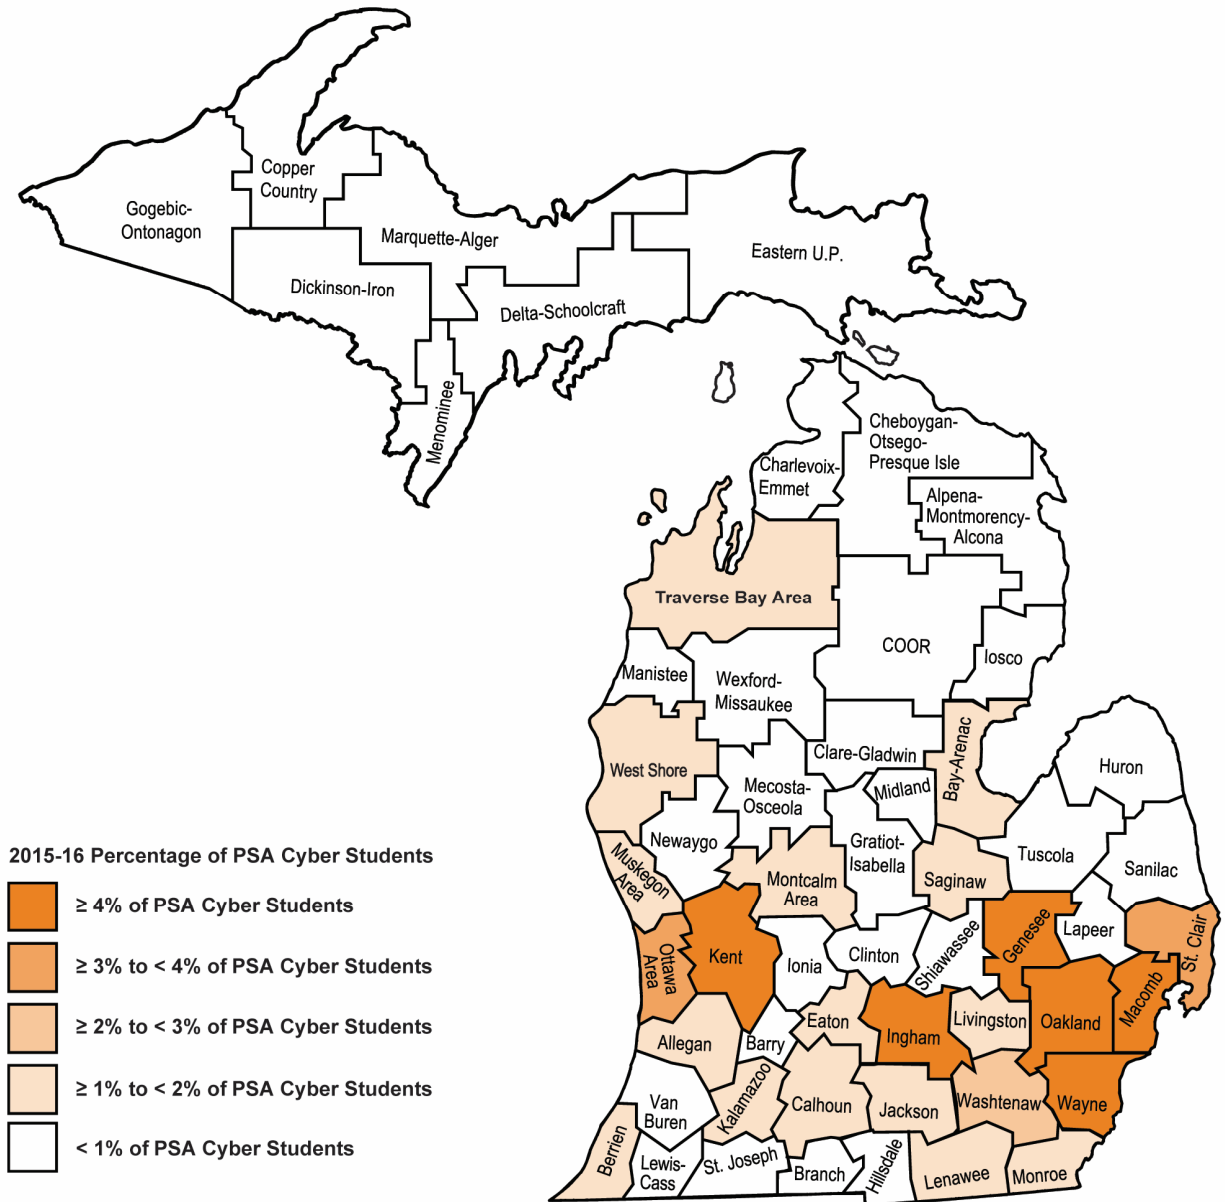 Copper
Country
Gogebic-
Ontonagon
Marquette-Alger
Eastern U.P.
Dickinson-Iron
Delta-Schoolcraft
Menominee
Cheboygan-
Otsego-
Presque Isle
Charlevoix-
Emmet
Alpena-
Montmorency-
Alcona
Traverse Bay Area
COOR
Iosco
Manistee
Wexford-
Missaukee
Clare-Gladwin
Bay-Arenac
West Shore
Huron
Mecosta-
Osceola
Midland
Newaygo
Gratiot-
Isabella
Tuscola
Sanilac
Muskegon
Area
Montcalm
Area
Saginaw
Lapeer
St. Clair
Ottawa
Area
Kent
Ionia
Clinton
Shiawassee
Genesee
Macomb
Allegan
Barry
Eaton
Ingham
Livingston
Oakland
Van
Buren
Kalamazoo
Calhoun
Jackson
Washtenaw
Wayne
Berrien
Lewis-
Cass
St. Joseph
Branch
Hillsdale
Lenawee
Monroe
2015-16 Percentage of PSA Cyber Students
≥ 4% of PSA Cyber Students
≥ 3% to < 4% of PSA Cyber Students
≥ 2% to < 3% of PSA Cyber Students
≥ 1% to < 2% of PSA Cyber Students
< 1% of PSA Cyber Students